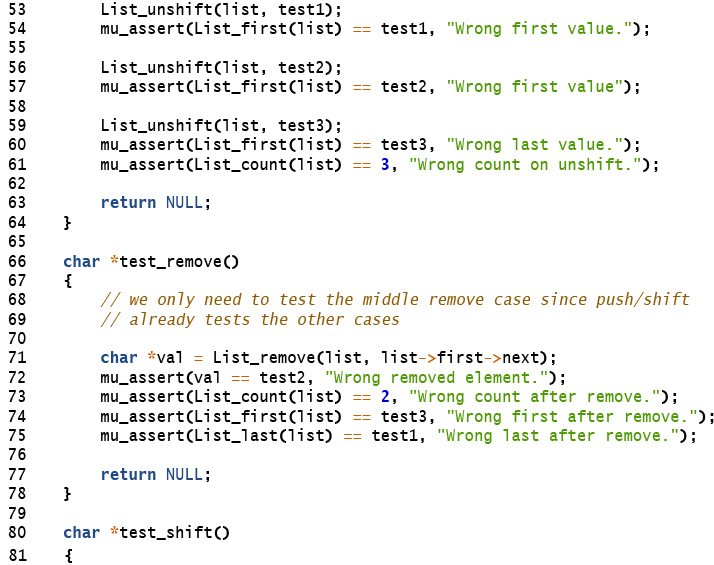 53        List_unshift(list, test1);
54        mu_assert(List_first(list) == test1, "Wrong first value.");
55
56        List_unshift(list, test2);
57        mu_assert(List_first(list) == test2, "Wrong first value");
58
59        List_unshift(list, test3);
60        mu_assert(List_first(list) == test3, "Wrong last value.");
61        mu_assert(List_count(list) == 3, "Wrong count on unshift.");
62
63        return NULL;
64    }
65
66    char *test_remove()
67    {
68        // we only need to test the middle remove case since push/shift
69        // already tests the other cases
70
71        char *val = List_remove(list, list->first->next);
72        mu_assert(val == test2, "Wrong removed element.");
73        mu_assert(List_count(list) == 2, "Wrong count after remove.");
74        mu_assert(List_first(list) == test3, "Wrong first after remove.");
75        mu_assert(List_last(list) == test1, "Wrong last after remove.");
76
77        return NULL;
78    }
79
80    char *test_shift()
81    {